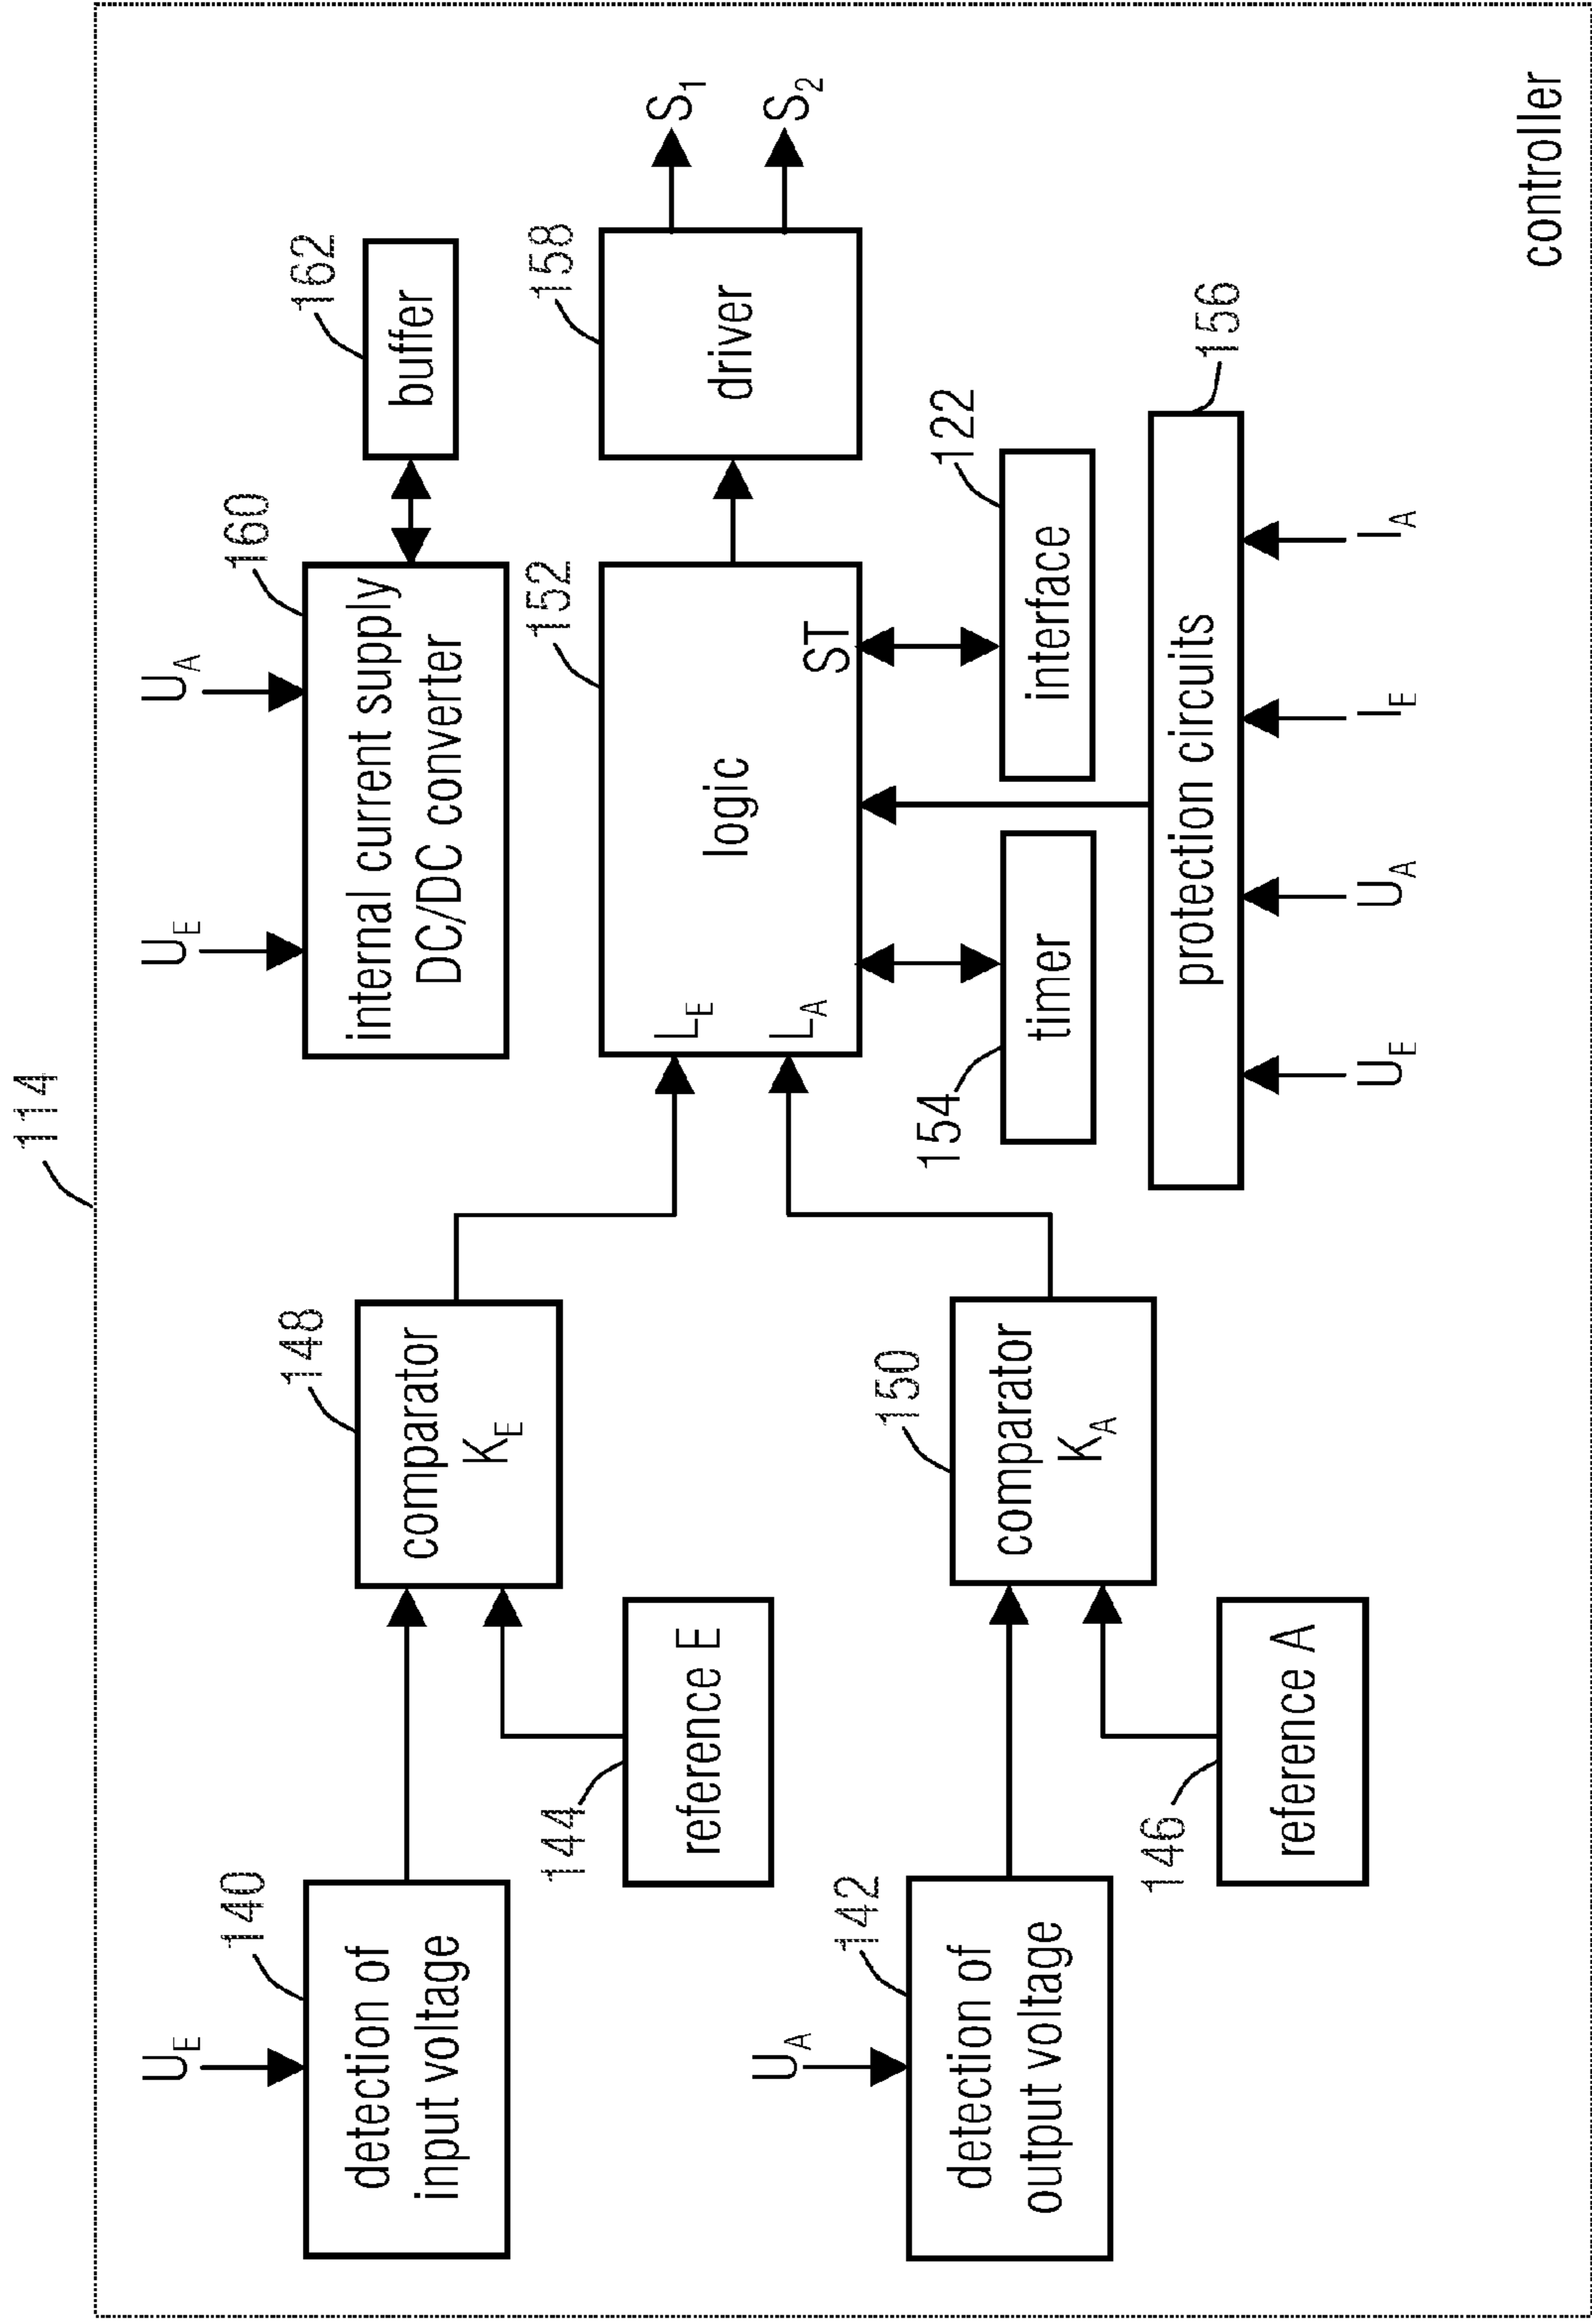 114
U_E
140
detection of
input voltage
144
reference E
148
comparator
K_E
U_E
U_A
160
internal current supply
DC/DC converter
162
buffer
U_A
142
detection of
output voltage
146
reference A
150
comparator
K_A
152
L_E
L_A
logic
ST
158
driver
S_1
S_2
154
timer
122
interface
156
protection circuits
U_E
U_A
I_E
I_A
controller